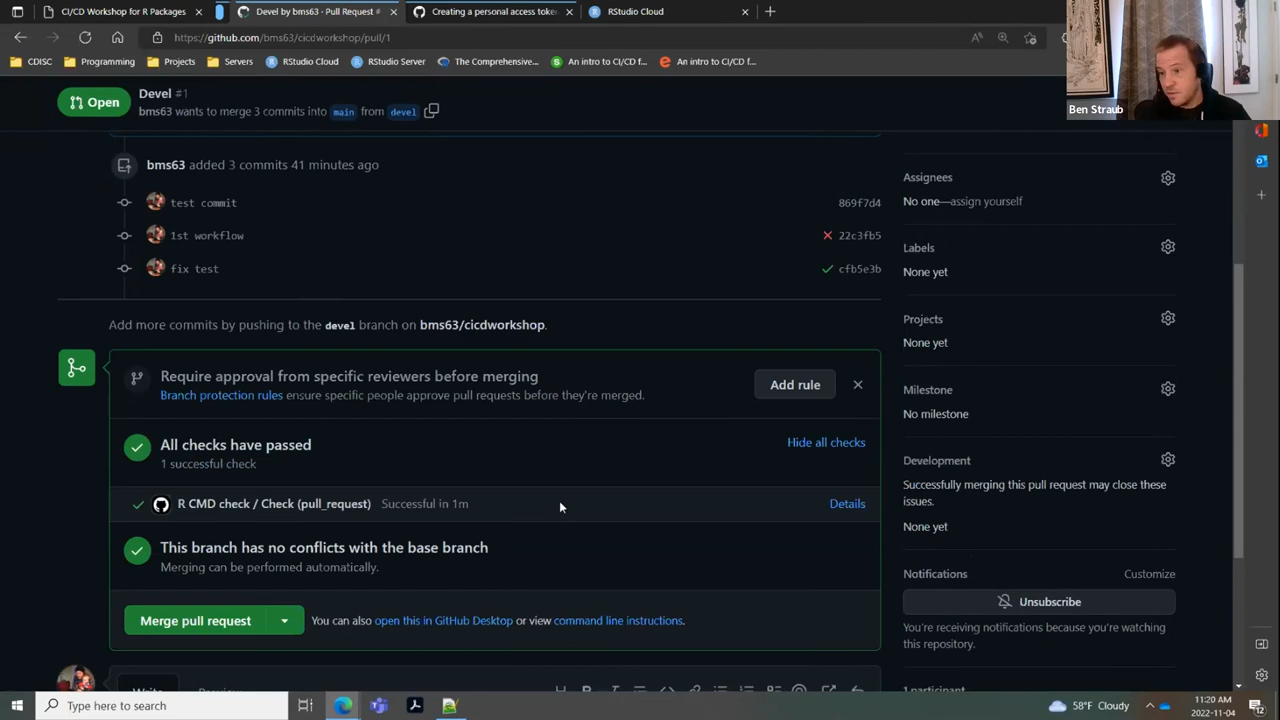 CI/CD Workshop for R Packages
Devel by bms63 · Pull Request #
Creating a personal access toke
RStudio Cloud
https://github.com/bms63/cicdworkshop/pull/1
CDISC
Programming
Projects
Servers
RStudio Cloud
RStudio Server
The Comprehensive...
An intro to CI/CD f...
An intro to CI/CD f...
Ben Straub
Open
Devel #1
bms63 wants to merge 3 commits into main from devel
bms63 added 3 commits 41 minutes ago
test commit 869f7d4
1st workflow 22c3fb5
fix test cfb5e3b
Add more commits by pushing to the devel branch on bms63/cicdworkshop.
Require approval from specific reviewers before merging
Branch protection rules ensure specific people approve pull requests before they're merged.
Add rule
All checks have passed
1 successful check
Hide all checks
R CMD check / Check (pull_request) Successful in 1m
Details
This branch has no conflicts with the base branch
Merging can be performed automatically.
Merge pull request
You can also open this in GitHub Desktop or view command line instructions.
Assignees
No one—assign yourself
Labels
None yet
Projects
None yet
Milestone
No milestone
Development
Successfully merging this pull request may close these
issues.
None yet
Notifications
Customize
Unsubscribe
You're receiving notifications because you're watching
this repository.
1 participant
Write
Preview
Type here to search
58°F Cloudy
11:20 AM
2022-11-04
12